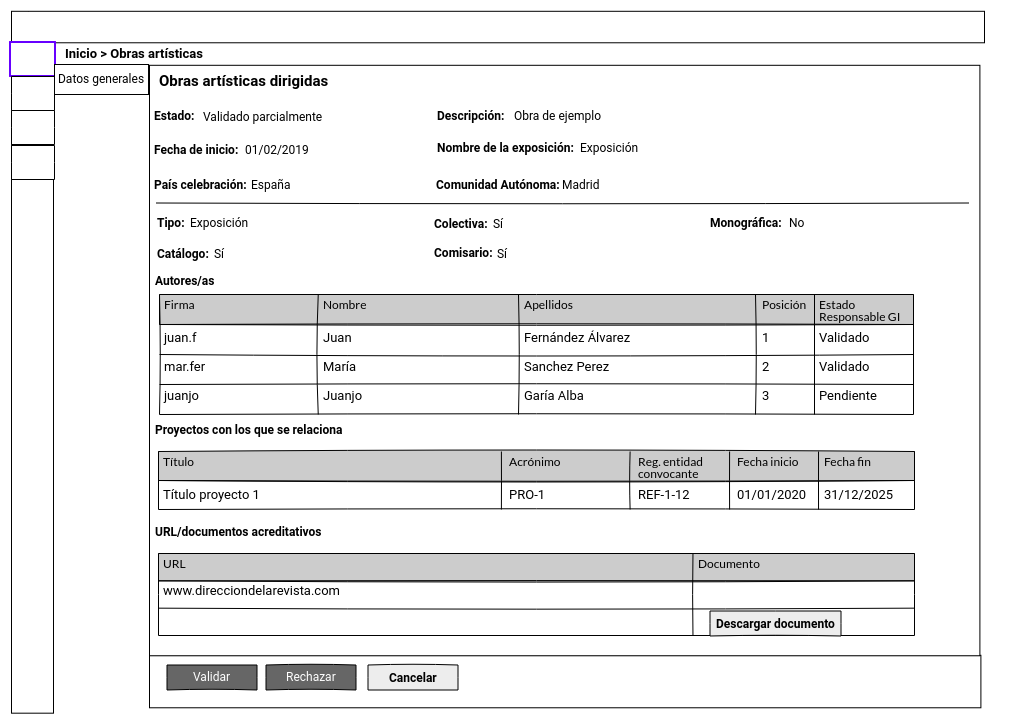 Inicio > Obras artísticas
Datos generales
Obras artísticas dirigidas
Estado: Validado parcialmente Descripción: Obra de ejemplo
Fecha de inicio: 01/02/2019 Nombre de la exposición: Exposición
País celebración: España Comunidad Autónoma: Madrid
Tipo: Exposición Colectiva: Sí Monográfica: No
Catálogo: Sí Comisario: Sí
Autores/as
Firma Nombre Apellidos Posición Estado
Responsable GI
juan.f Juan Fernández Álvarez 1 Validado
mar.fer María Sanchez Perez 2 Validado
juanjo Juanjo Garía Alba 3 Pendiente
Proyectos con los que se relaciona
Título Acrónimo Reg. entidad Fecha inicio Fecha fin
convocante
Título proyecto 1 PRO-1 REF-1-12 01/01/2020 31/12/2025
URL/documentos acreditativos
URL Documento
www.direcciondelarevista.com
Descargar documento
Validar Rechazar Cancelar